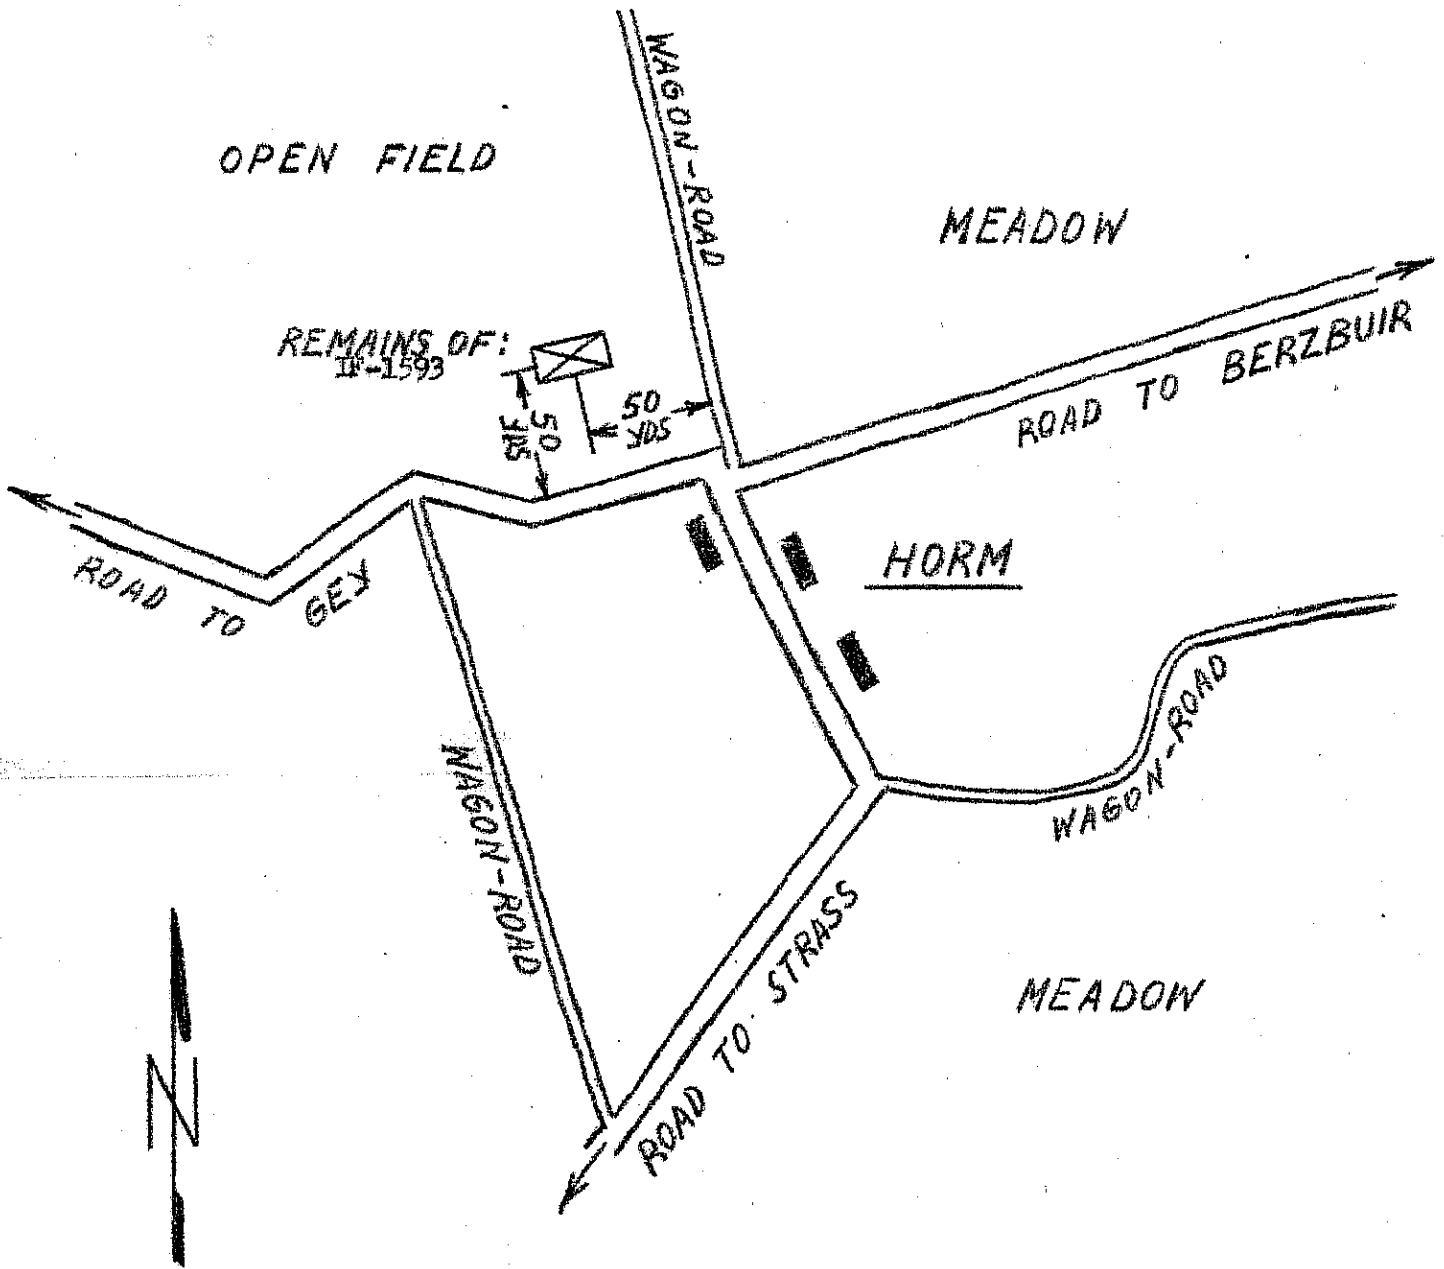 WAGON-ROAD
OPEN FIELD
MEADOW
REMAINS OF:
50
YDS
50
YDS
ROAD TO BERZBUIR
HORM
ROAD TO GEY
WAGON-ROAD
WAGON-ROAD
ROAD TO STRASS
MEADOW
N